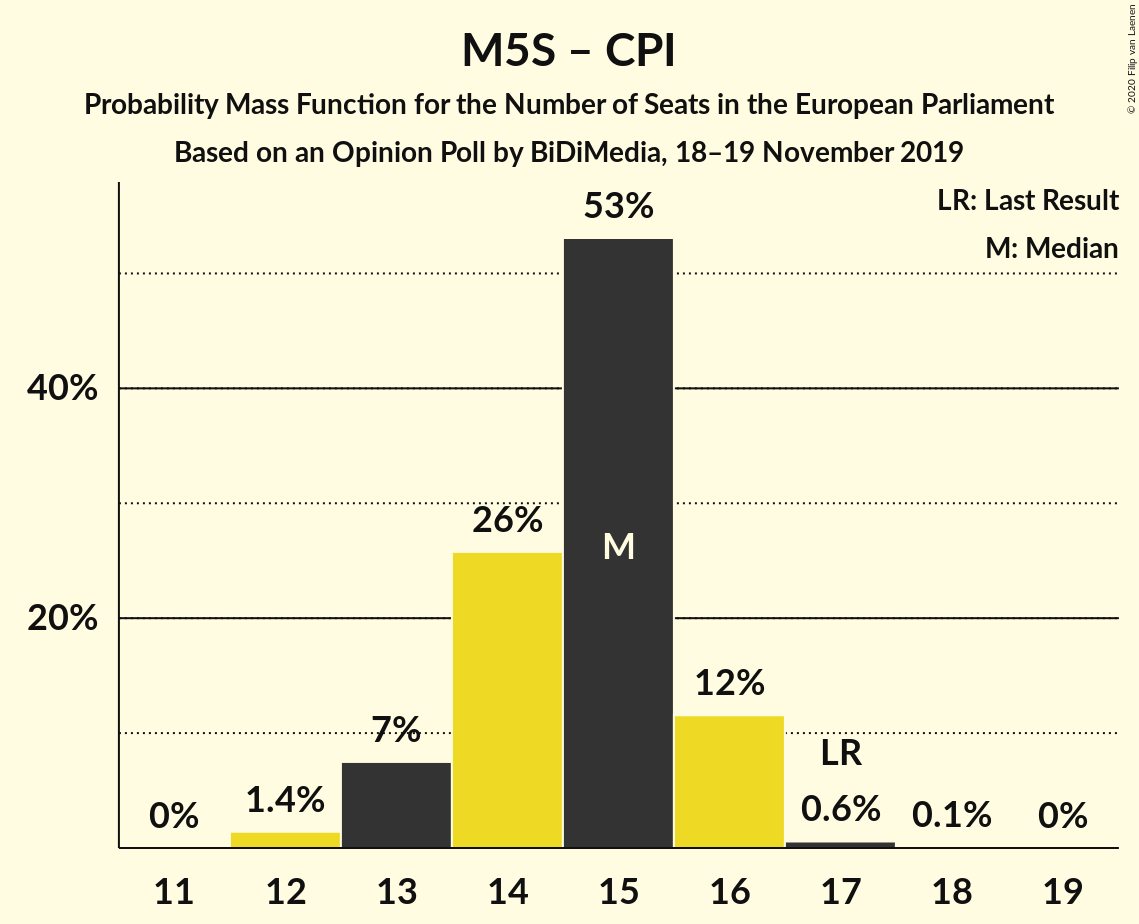 M5S – CPI
Probability Mass Function for the Number of Seats in the European Parliament
Based on an Opinion Poll by BiDiMedia, 18–19 November 2019
© 2020 Filip van Laenen
LR: Last Result
M: Median
53%
40%
26%
M
20%
12%
7%
LR
1.4%
0.6%
0%
0.1%
0%
11 12 13 14 15 16 17 18 19